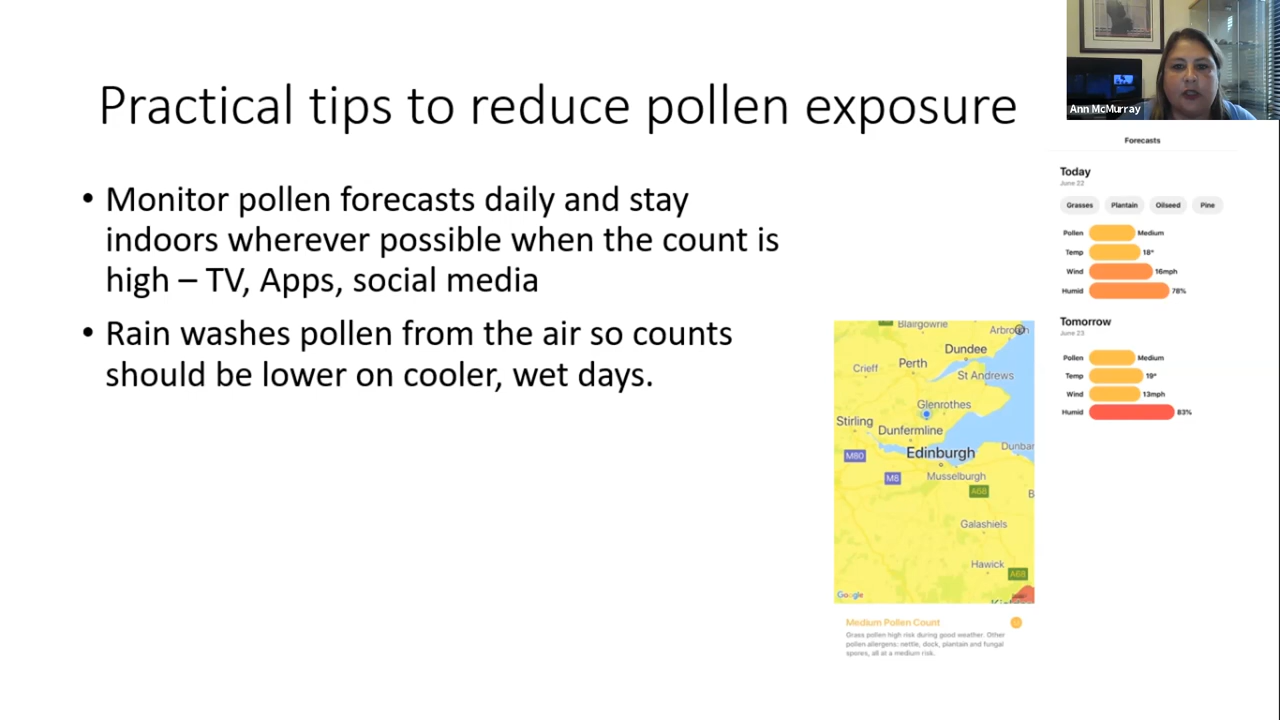 Practical tips to reduce pollen exposure
Ann McMurray
• Monitor pollen forecasts daily and stay
indoors wherever possible when the count is
high – TV, Apps, social media
• Rain washes pollen from the air so counts
should be lower on cooler, wet days.
Forecasts
Today
June 22
Grasses Plantain Oilseed Pine
Pollen Medium
Temp 18°
Wind 16mph
Humid 78%
Tomorrow
June 23
Pollen Medium
Temp 19°
Wind 13mph
Humid 83%
Blairgowrie
Arbroath
Dundee
Perth
Crieff
St Andrews
Glenrothes
Stirling
Dunfermline
Edinburgh
Dunbar
M80
M8
Musselburgh
A68
B
Galashiels
Hawick
A68
Google
Medium Pollen Count
Grass pollen high risk during good weather. Other
pollen allergens: nettle, dock, plantain and fungal
spores, all at a medium risk.